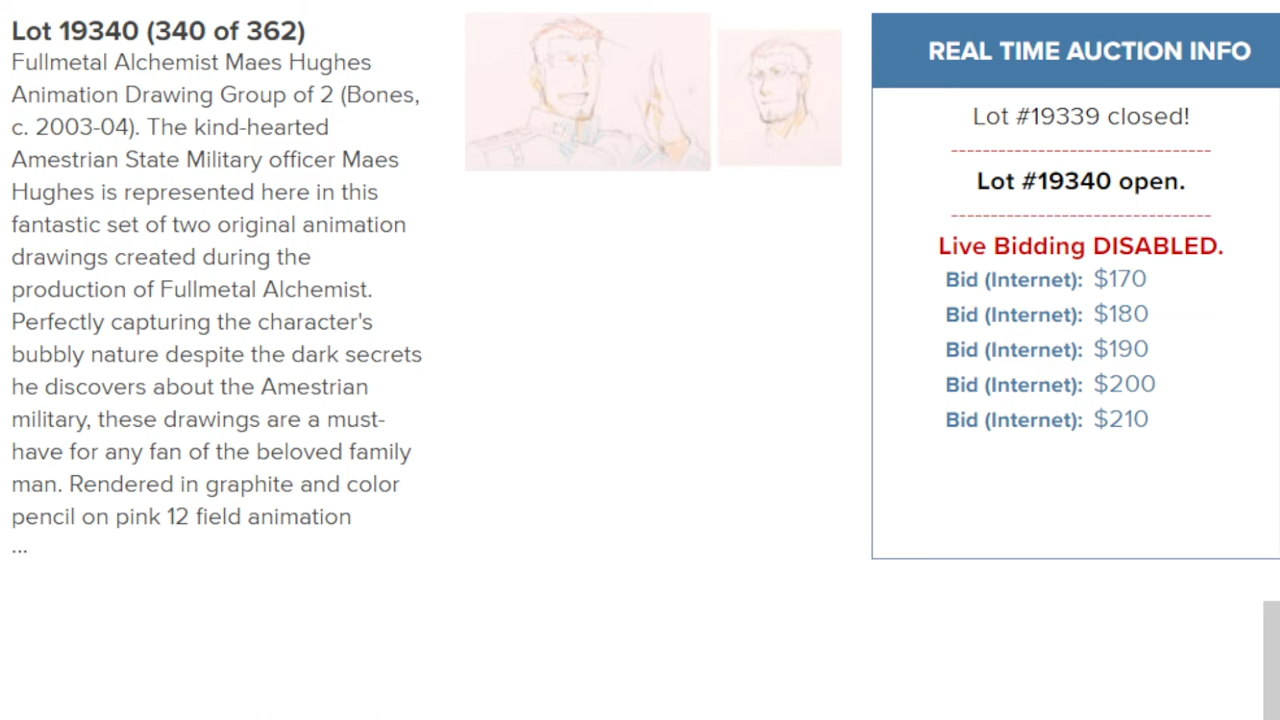 Lot 19340 (340 of 362)
Fullmetal Alchemist Maes Hughes
Animation Drawing Group of 2 (Bones,
c. 2003-04). The kind-hearted
Amestrian State Military officer Maes
Hughes is represented here in this
fantastic set of two original animation
drawings created during the
production of Fullmetal Alchemist.
Perfectly capturing the character's
bubbly nature despite the dark secrets
he discovers about the Amestrian
military, these drawings are a must-
have for any fan of the beloved family
man. Rendered in graphite and color
pencil on pink 12 field animation
...
REAL TIME AUCTION INFO
Lot #19339 closed!
--------------------------------
Lot #19340 open.
--------------------------------
Live Bidding DISABLED.
Bid (Internet): $170
Bid (Internet): $180
Bid (Internet): $190
Bid (Internet): $200
Bid (Internet): $210